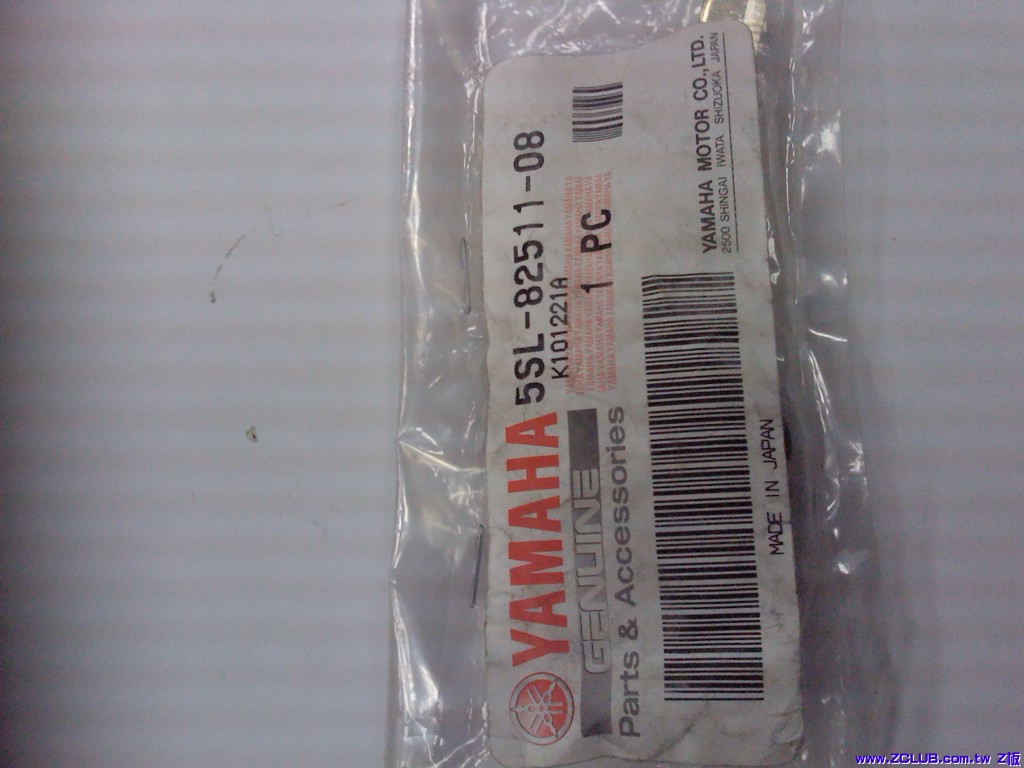 YAMAHA 5SL-82511-08
K101221A
GENUINE
Parts & Accessories
1 PC
YAMAHA MOTOR CO.,LTD.
2500 SHINGAI IWATA SHIZUOKA JAPAN
MADE IN JAPAN
www.ZCLUB.com.tw Z板